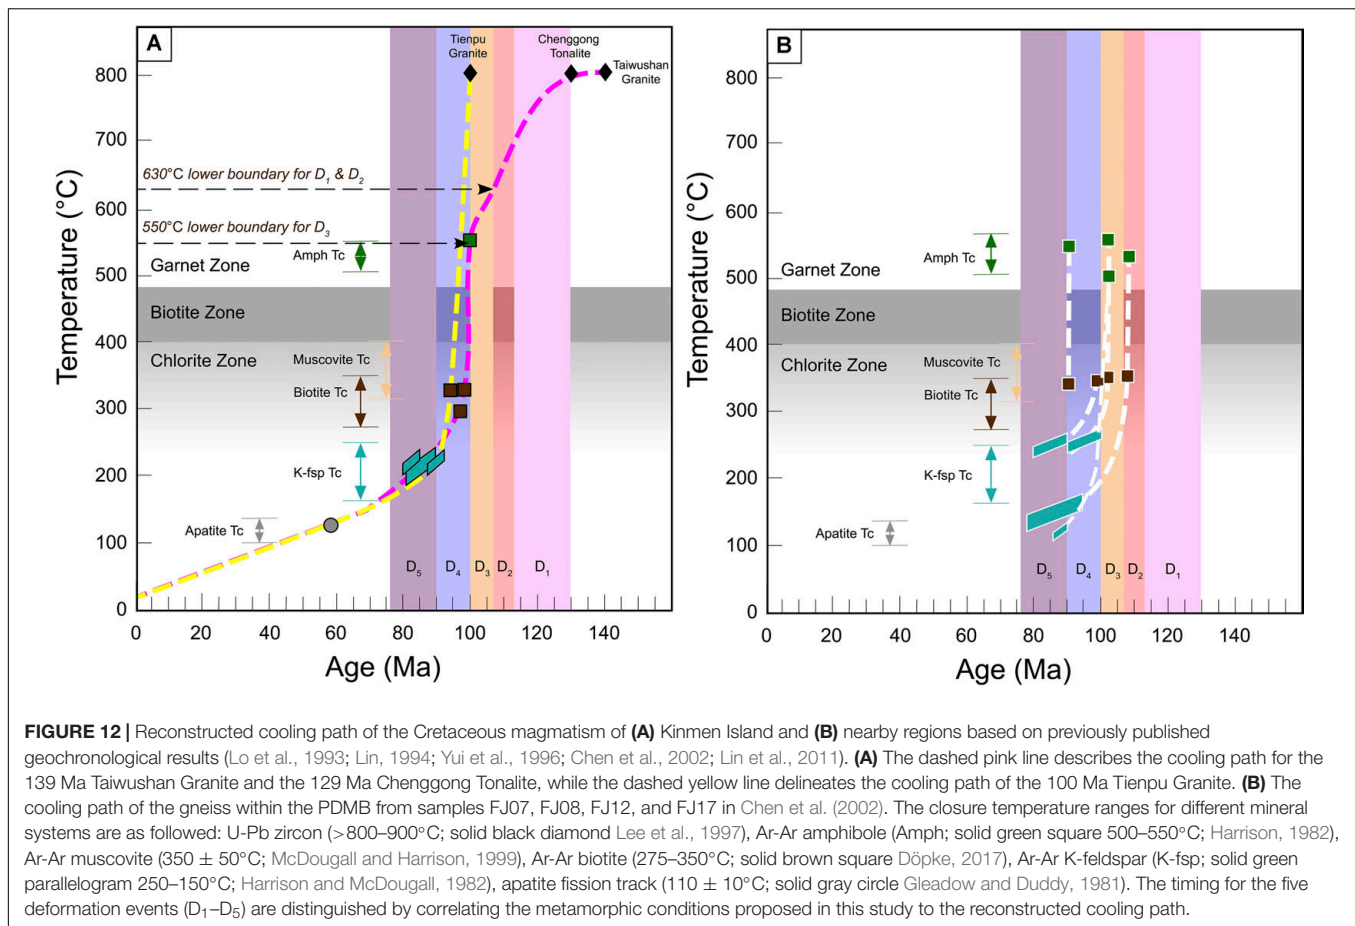 A
Tienpu
Granite
Chenggong
Tonalite
Taiwushan
Granite
630°C lower boundary for D1 & D2
550°C lower boundary for D3
Amph Tc
Garnet Zone
Biotite Zone
Chlorite Zone
Muscovite Tc
Biotite Tc
K-fsp Tc
Apatite Tc
D5 D4 D3 D2 D1
800
700
600
500
400
300
200
100
0
Temperature (°C)
0 20 40 60 80 100 120 140
Age (Ma)
B
Amph Tc
Garnet Zone
Biotite Zone
Chlorite Zone
Muscovite Tc
Biotite Tc
K-fsp Tc
Apatite Tc
D5 D4 D3 D2 D1
800
700
600
500
400
300
200
100
0
Temperature (°C)
0 20 40 60 80 100 120 140
Age (Ma)
FIGURE 12 | Reconstructed cooling path of the Cretaceous magmatism of (A) Kinmen Island and (B) nearby regions based on previously published
geochronological results (Lo et al., 1993; Lin, 1994; Yui et al., 1996; Chen et al., 2002; Lin et al., 2011). (A) The dashed pink line describes the cooling path for the
139 Ma Taiwushan Granite and the 129 Ma Chenggong Tonalite, while the dashed yellow line delineates the cooling path of the 100 Ma Tienpu Granite. (B) The
cooling path of the gneiss within the PDMB from samples FJ07, FJ08, FJ12, and FJ17 in Chen et al. (2002). The closure temperature ranges for different mineral
systems are as followed: U-Pb zircon (>800–900°C; solid black diamond Lee et al., 1997), Ar-Ar amphibole (Amph; solid green square 500–550°C; Harrison, 1982),
Ar-Ar muscovite (350 ± 50°C; McDougall and Harrison, 1999), Ar-Ar biotite (275–350°C; solid brown square Döpke, 2017), Ar-Ar K-feldspar (K-fsp; solid green
parallelogram 250–150°C; Harrison and McDougall, 1982), apatite fission track (110 ± 10°C; solid gray circle Gleadow and Duddy, 1981). The timing for the five
deformation events (D1–D5) are distinguished by correlating the metamorphic conditions proposed in this study to the reconstructed cooling path.